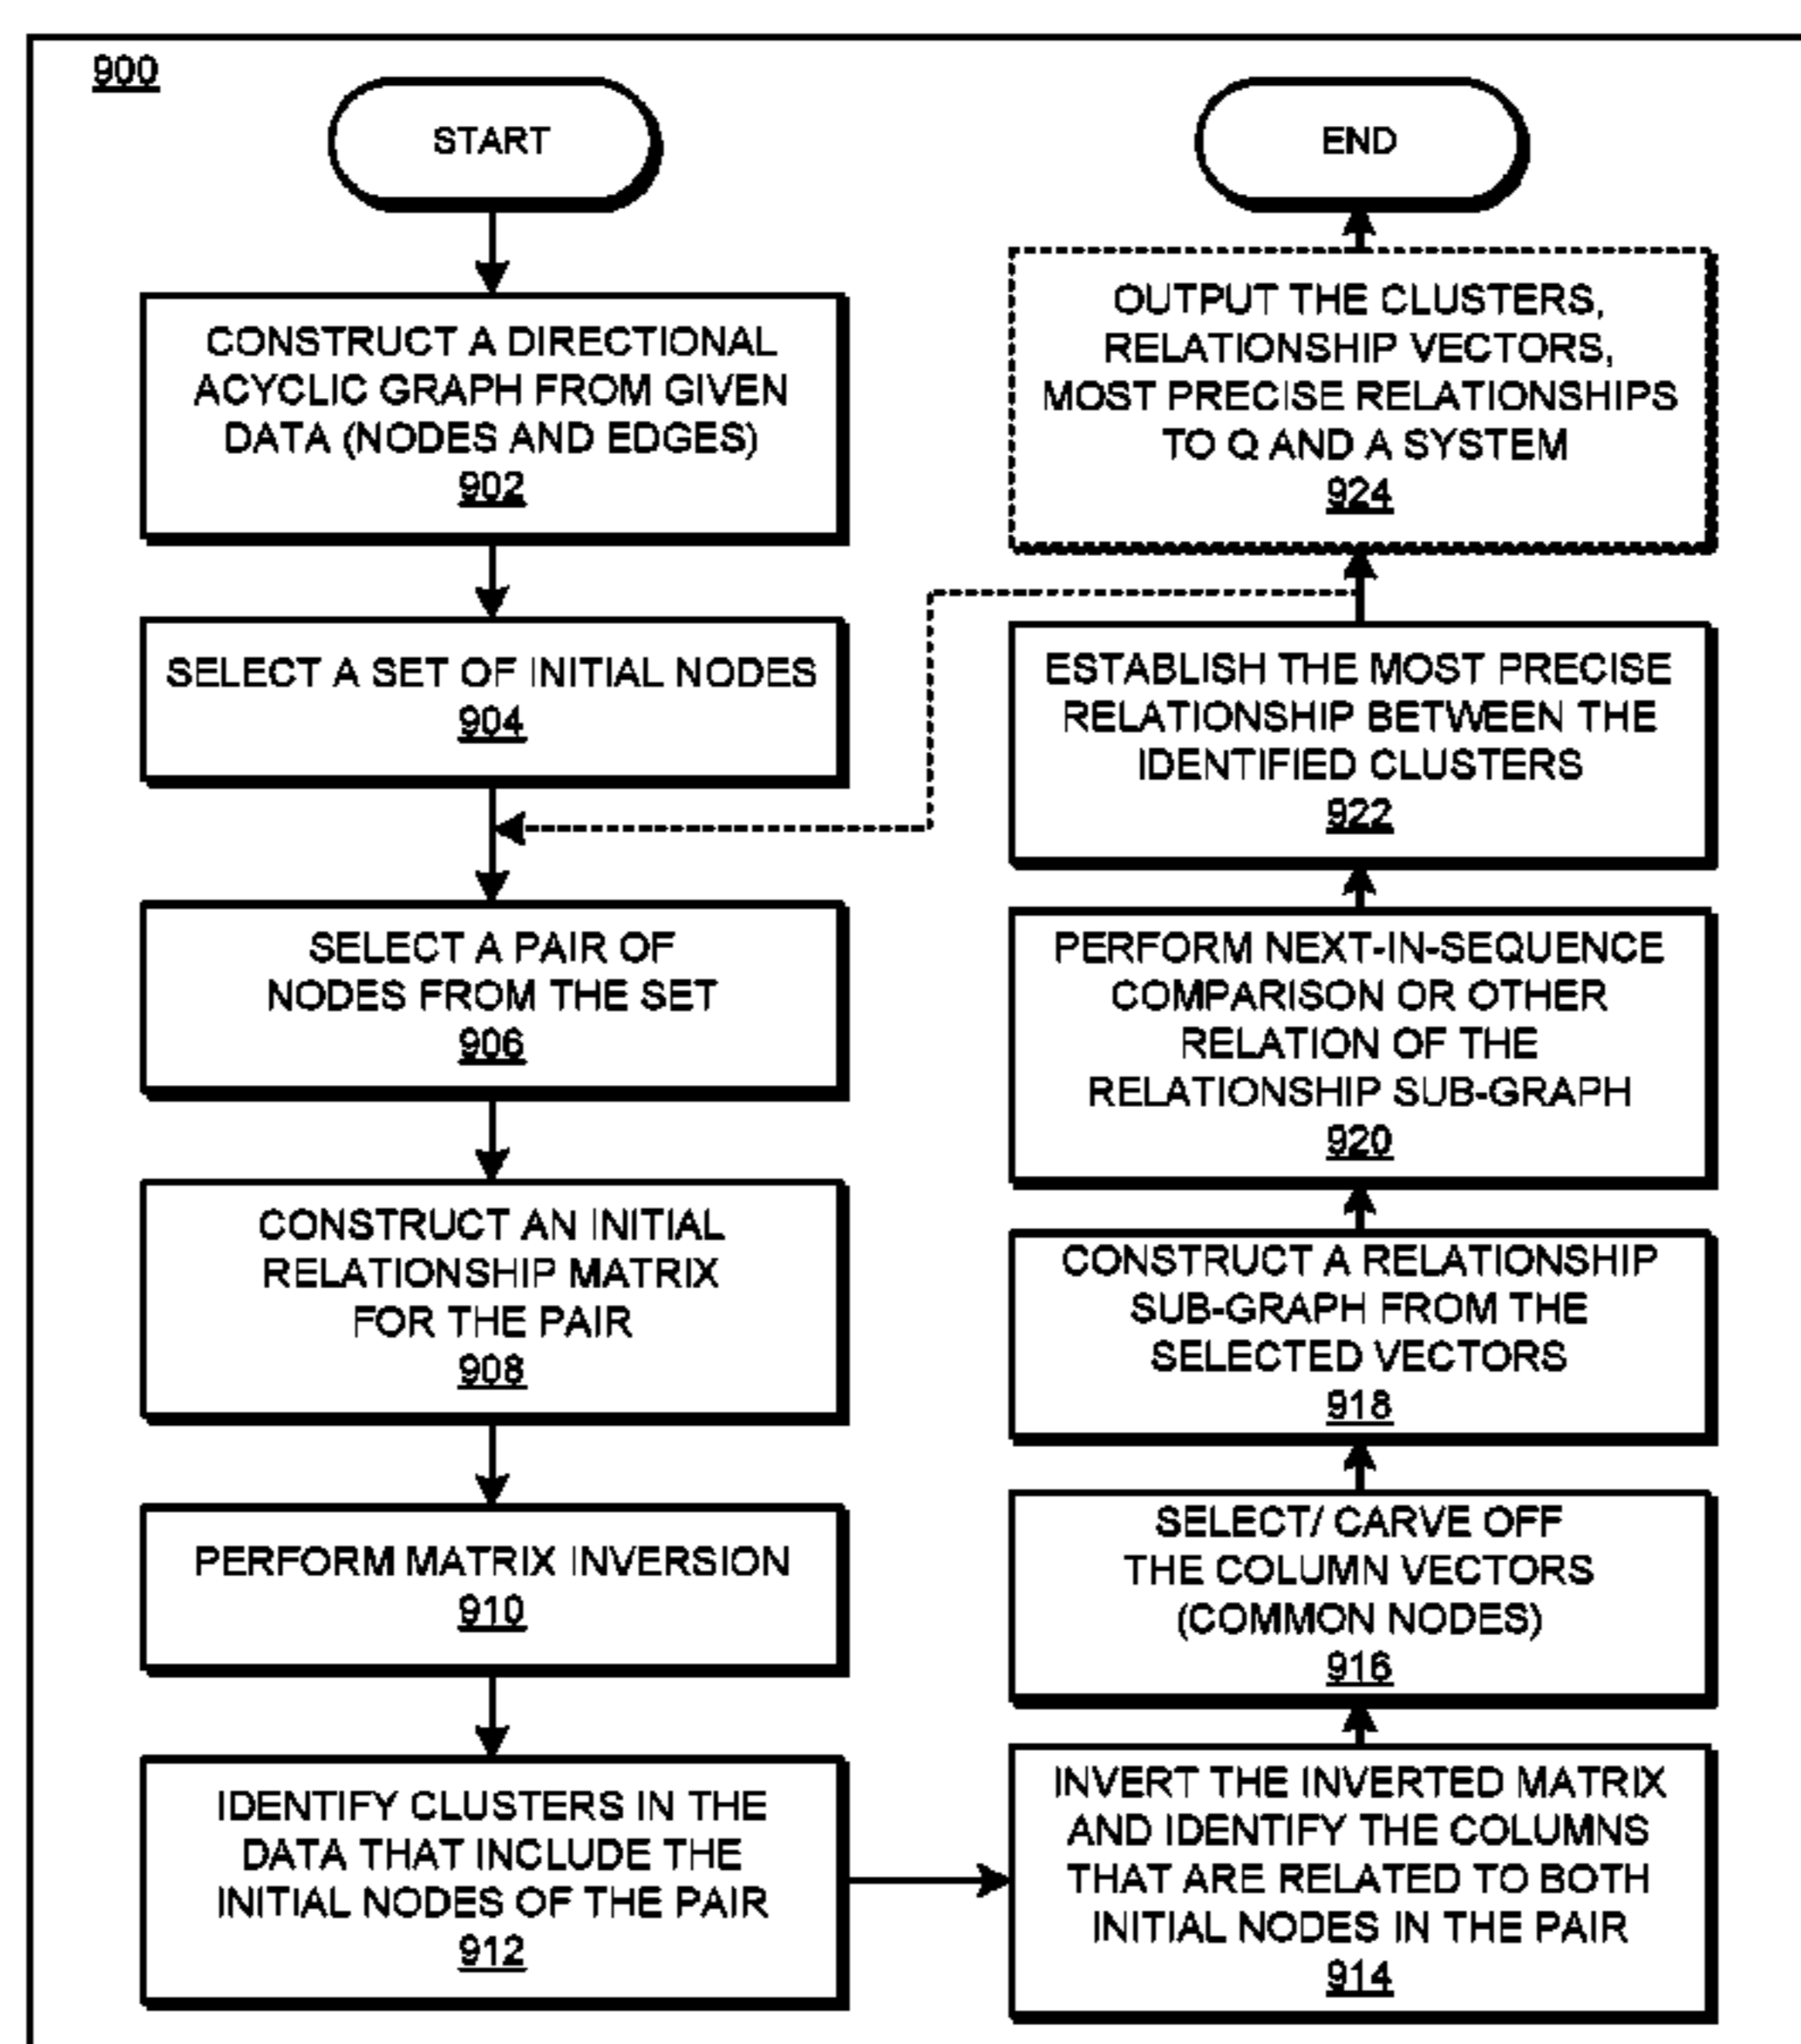 900
START
CONSTRUCT A DIRECTIONAL
ACYCLIC GRAPH FROM GIVEN
DATA (NODES AND EDGES)
902
SELECT A SET OF INITIAL NODES
904
SELECT A PAIR OF
NODES FROM THE SET
906
CONSTRUCT AN INITIAL
RELATIONSHIP MATRIX
FOR THE PAIR
908
PERFORM MATRIX INVERSION
910
IDENTIFY CLUSTERS IN THE
DATA THAT INCLUDE THE
INITIAL NODES OF THE PAIR
912
INVERT THE INVERTED MATRIX
AND IDENTIFY THE COLUMNS
THAT ARE RELATED TO BOTH
INITIAL NODES IN THE PAIR
914
SELECT/ CARVE OFF
THE COLUMN VECTORS
(COMMON NODES)
916
CONSTRUCT A RELATIONSHIP
SUB-GRAPH FROM THE
SELECTED VECTORS
918
PERFORM NEXT-IN-SEQUENCE
COMPARISON OR OTHER
RELATION OF THE
RELATIONSHIP SUB-GRAPH
920
ESTABLISH THE MOST PRECISE
RELATIONSHIP BETWEEN THE
IDENTIFIED CLUSTERS
922
OUTPUT THE CLUSTERS,
RELATIONSHIP VECTORS,
MOST PRECISE RELATIONSHIPS
TO Q AND A SYSTEM
924
END